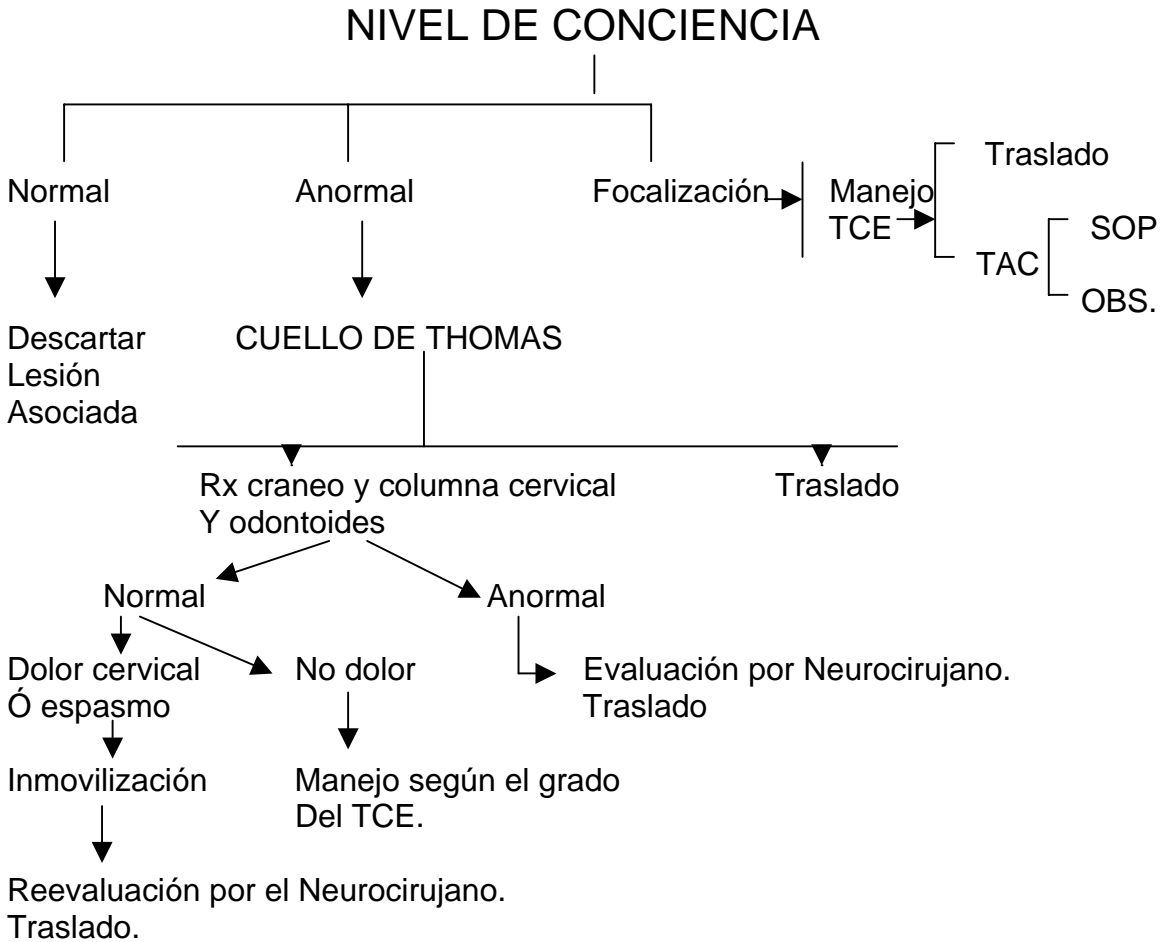 NIVEL DE CONCIENCIA
Normal
Anormal
Focalización
Manejo
TCE
Traslado
TAC
SOP
OBS.
Descartar
Lesión
Asociada
CUELLO DE THOMAS
Rx craneo y columna cervical
Y odontoides
Traslado
Normal
Anormal
Dolor cervical
Ó espasmo
No dolor
Evaluación por Neurocirujano.
Traslado
Inmovilización
Manejo según el grado
Del TCE.
Reevaluación por el Neurocirujano.
Traslado.